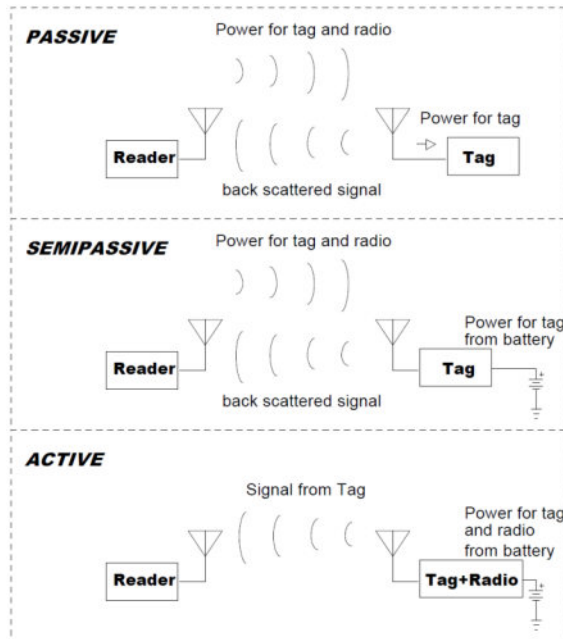 PASSIVE
Power for tag and radio
Power for tag
Reader
Tag
back scattered signal
SEMIPASSIVE
Power for tag and radio
Power for tag
from battery
Reader
Tag
+
back scattered signal
ACTIVE
Signal from Tag
Power for tag
and radio
from battery
Reader
Tag+Radio
+